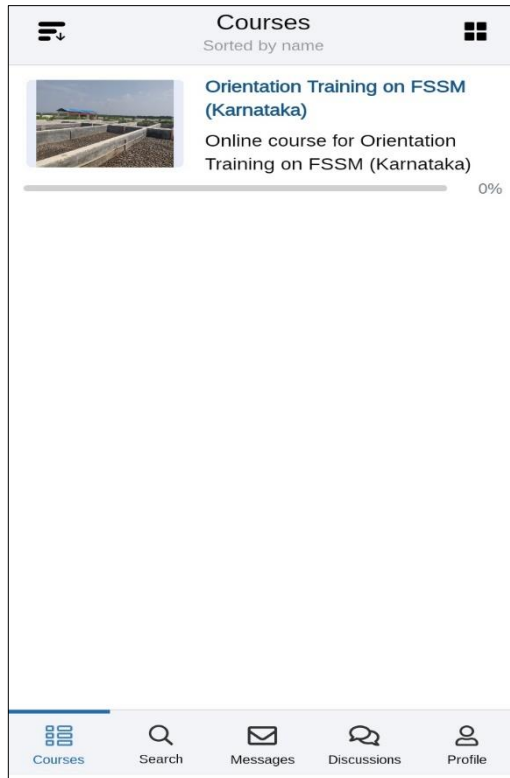 Courses
Sorted by name
Orientation Training on FSSM
(Karnataka)
Online course for Orientation
Training on FSSM (Karnataka)
0%
Courses
Search
Messages
Discussions
Profile